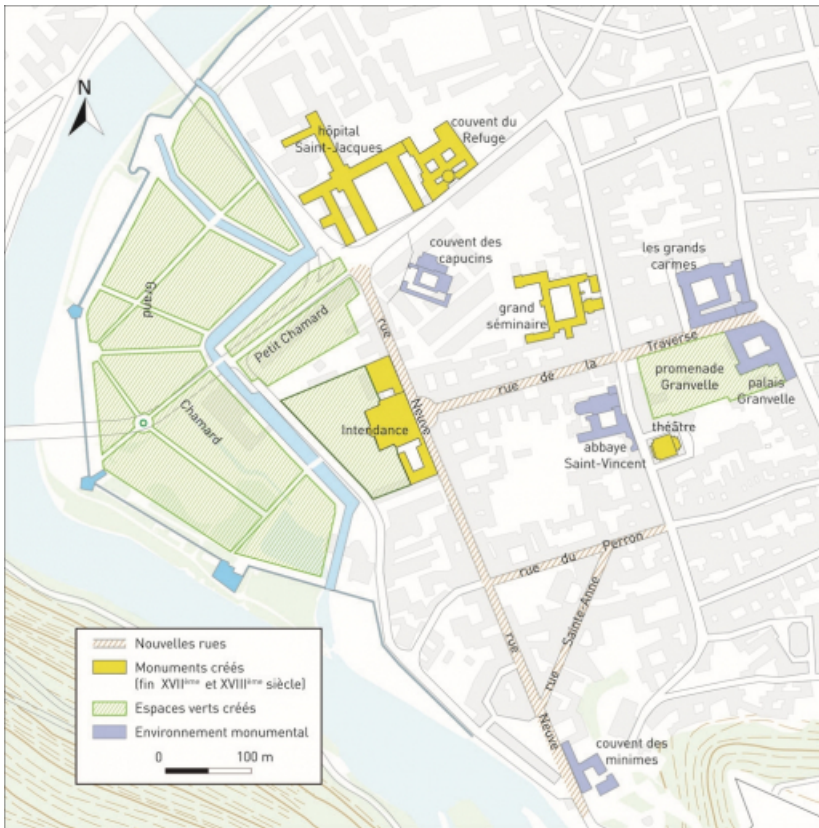 N
hôpital
Saint-Jacques
couvent du
Refuge
couvent des
capucins
les grands
carmes
grand
séminaire
Grand
Petit Chamard
rue
Neuve
rue de la Traverse
promenade
Granvelle
palais
Granvelle
Chamard
Intendance
abbaye
Saint-Vincent
théâtre
rue du Perron
rue Sainte-Anne
rue
Neuve
couvent des
minimes
Nouvelles rues
Monuments créés
(fin XVIIème et XVIIIème siècle)
Espaces verts créés
Environnement monumental
0 100 m